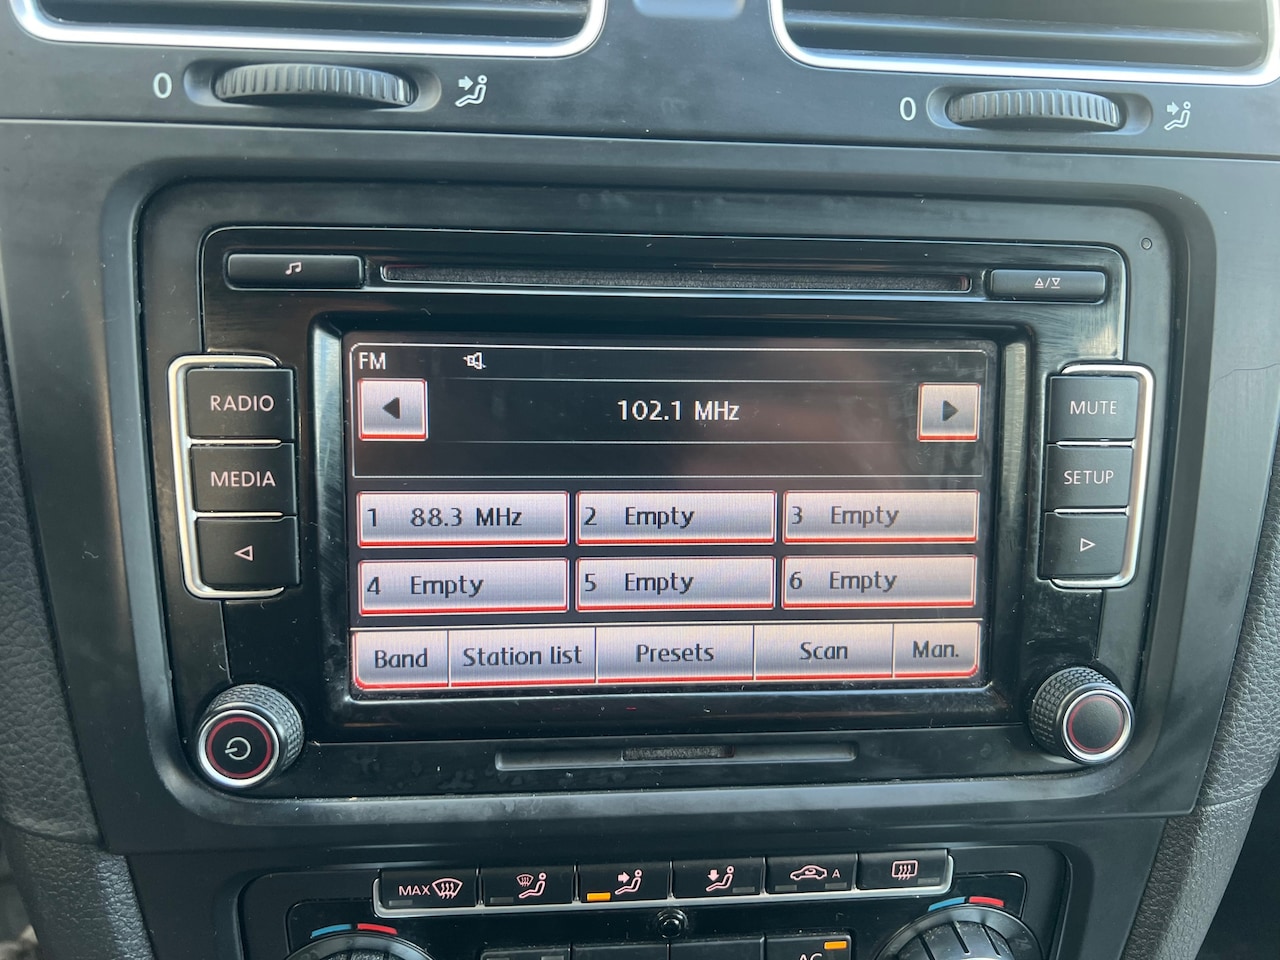 0
0
RADIO
MEDIA
MUTE
SETUP
FM
102.1 MHz
1 88.3 MHz
2 Empty
3 Empty
4 Empty
5 Empty
6 Empty
Band
Station list
Presets
Scan
Man.
MAX
A
AC